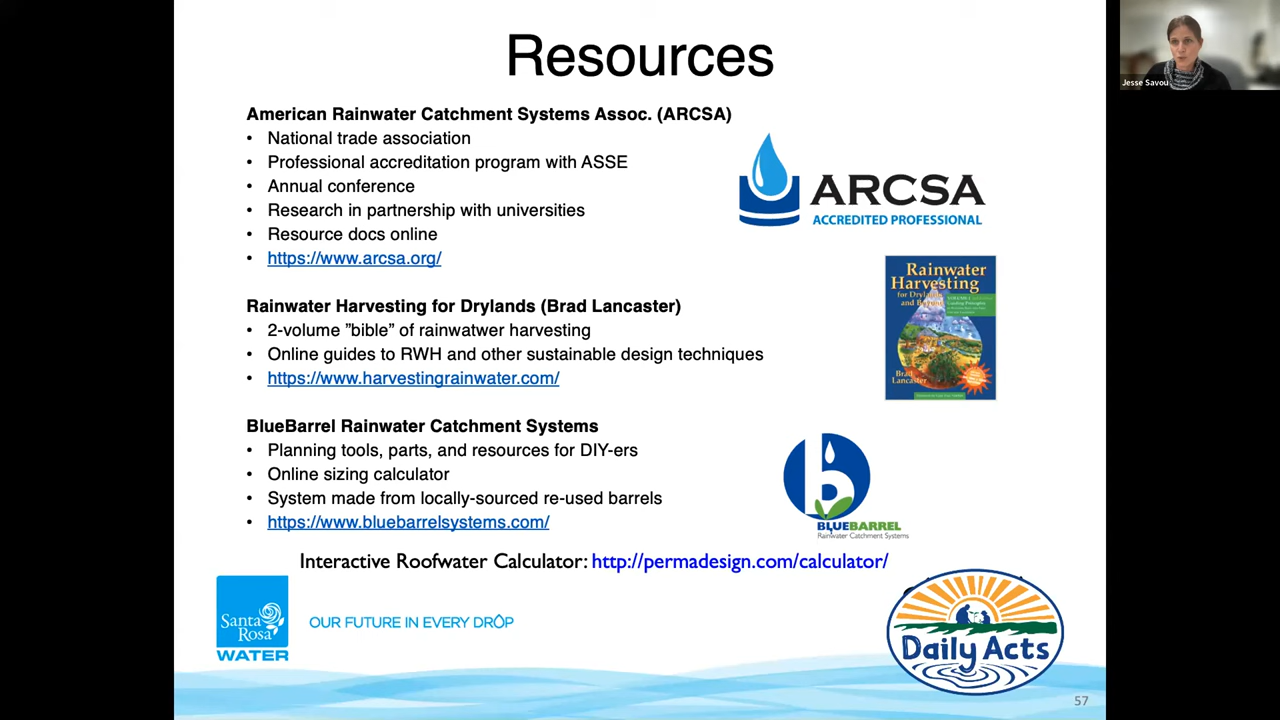 Resources
American Rainwater Catchment Systems Assoc. (ARCSA)
• National trade association
• Professional accreditation program with ASSE
• Annual conference
• Research in partnership with universities
• Resource docs online
• https://www.arcsa.org/
ARCSA
ACCREDITED PROFESSIONAL
Rainwater Harvesting for Drylands (Brad Lancaster)
• 2-volume ”bible” of rainwatwer harvesting
• Online guides to RWH and other sustainable design techniques
• https://www.harvestingrainwater.com/
Rainwater
Harvesting
for Drylands
and Beyond
VOLUME 1
Brad
Lancaster
BlueBarrel Rainwater Catchment Systems
• Planning tools, parts, and resources for DIY-ers
• Online sizing calculator
• System made from locally-sourced re-used barrels
• https://www.bluebarrelsystems.com/
b
BLUEBARREL
Rainwater Catchment Systems
Interactive Roofwater Calculator: http://permadesign.com/calculator/
Santa
Rosa
WATER
OUR FUTURE IN EVERY DROP
Daily Acts
57
Jesse Savou